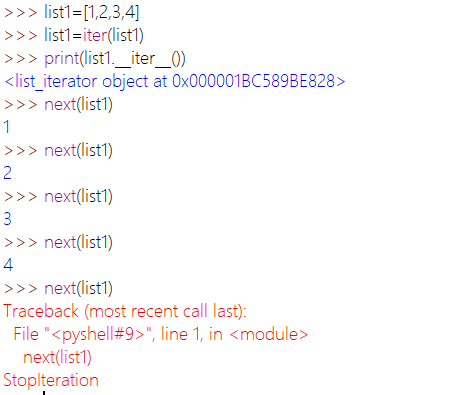 >>> list1=[1,2,3,4]
>>> list1=iter(list1)
>>> print(list1.__iter__())
<list_iterator object at 0x000001BC589BE828>
>>> next(list1)
1
>>> next(list1)
2
>>> next(list1)
3
>>> next(list1)
4
>>> next(list1)
Traceback (most recent call last):
  File "<pyshell#9>", line 1, in <module>
    next(list1)
StopIteration